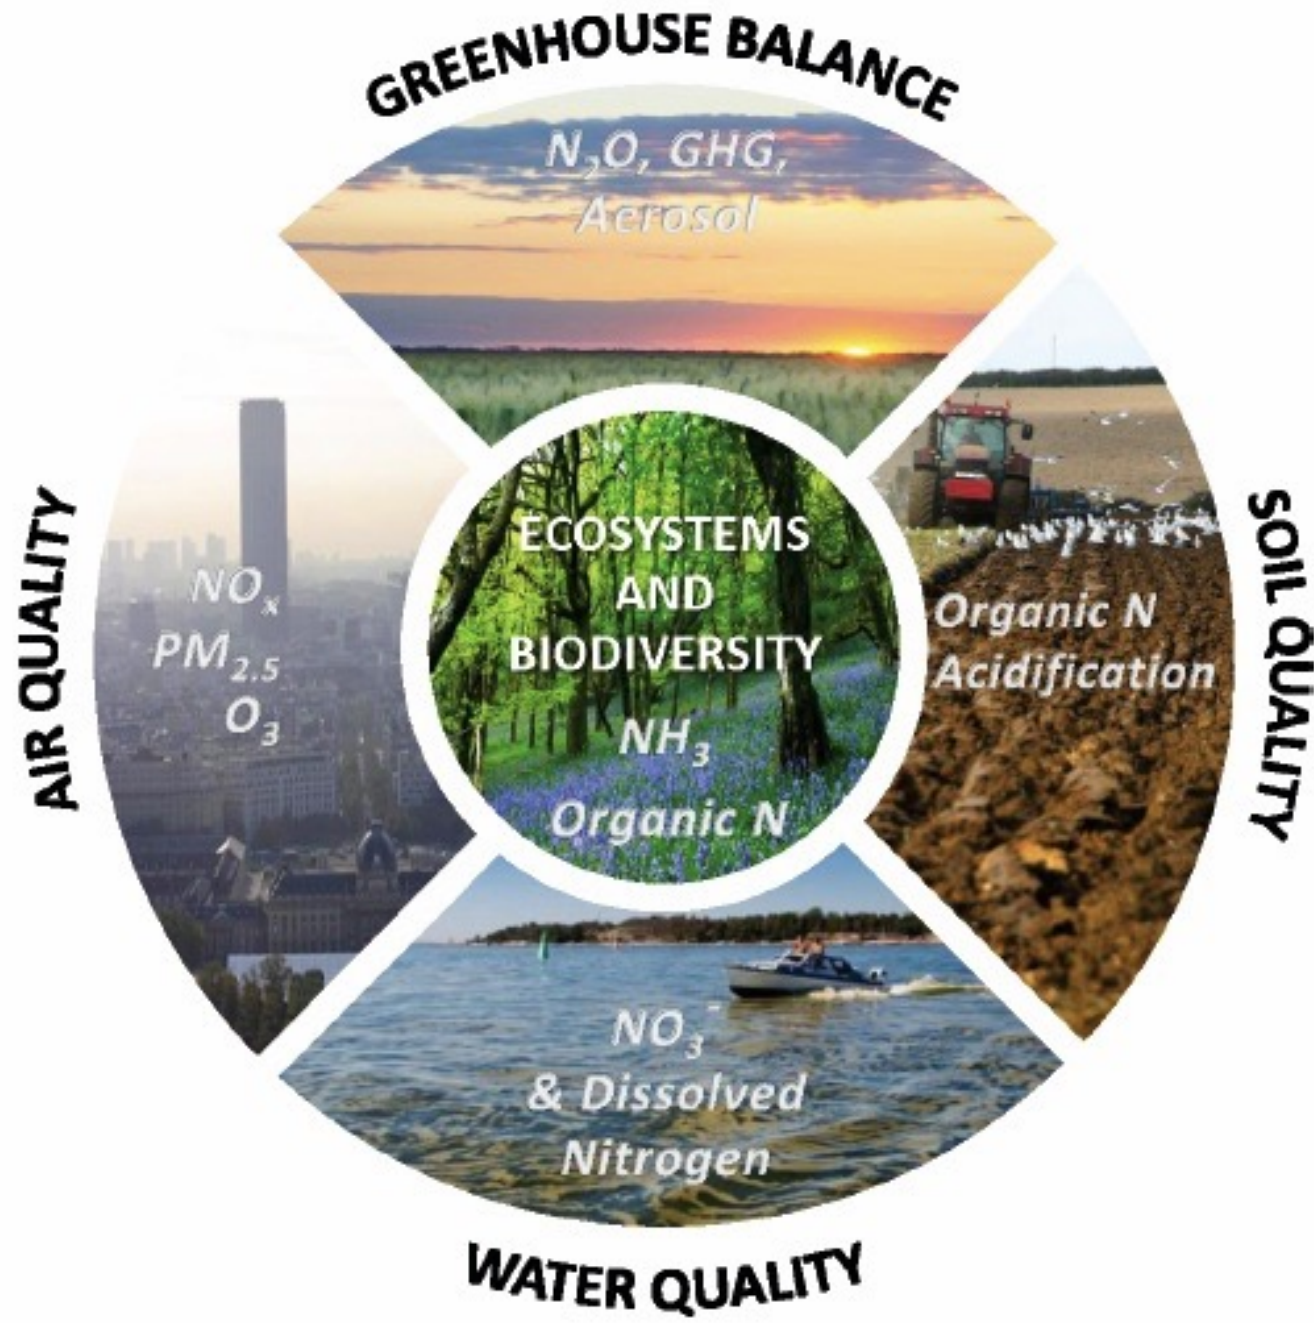 GREENHOUSE BALANCE
N₂O, GHG,
Aerosol
AIR QUALITY
NOₓ
PM₂.₅
O₃
ECOSYSTEMS
AND
BIODIVERSITY
NH₃
Organic N
Organic N
Acidification
SOIL QUALITY
NO₃⁻
& Dissolved
Nitrogen
WATER QUALITY